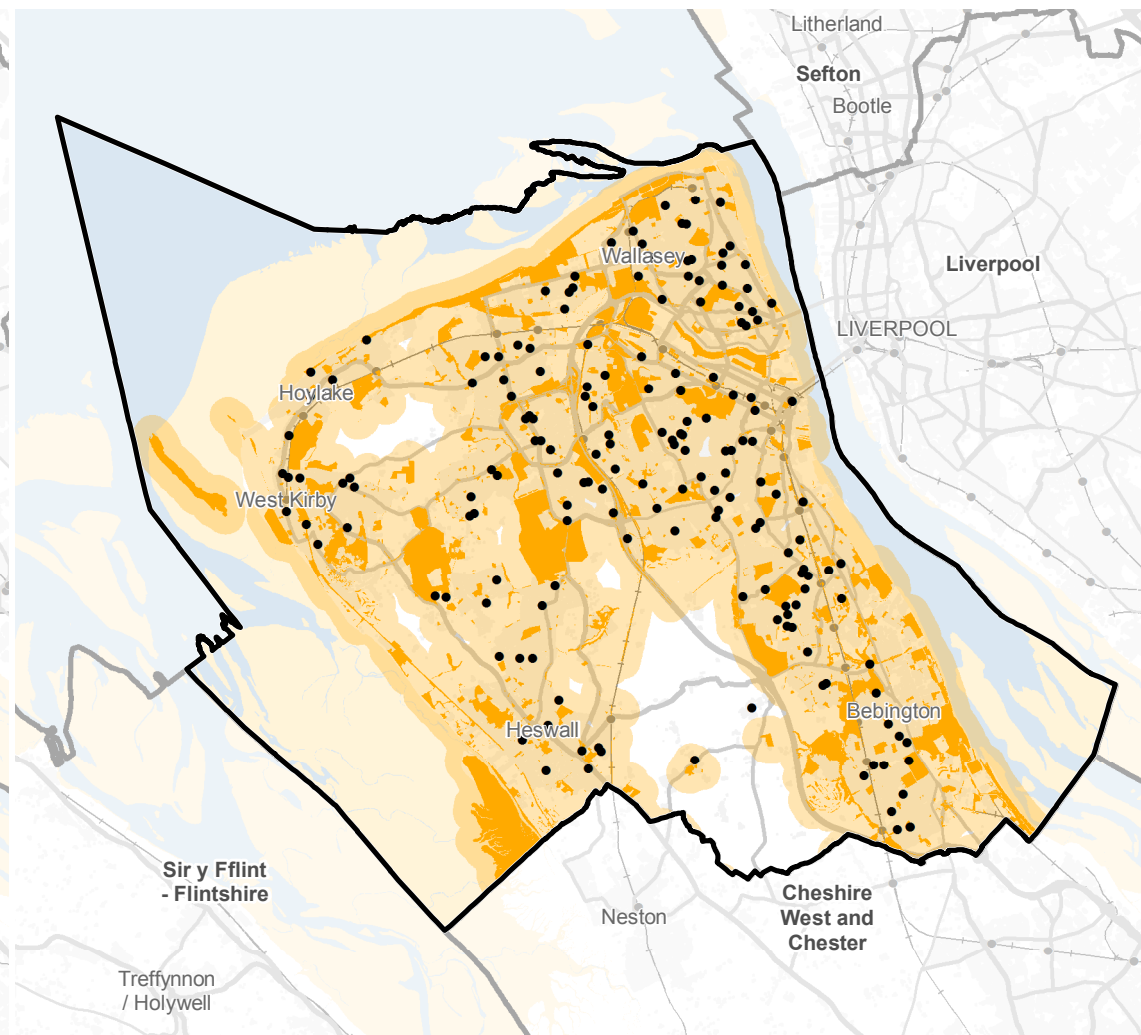 Litherland
Sefton
Bootle
Wallasey
Liverpool
LIVERPOOL
Hoylake
West Kirby
Bebington
Heswall
Sir y Fflint
- Flintshire
Cheshire
West and
Chester
Neston
Treffynnon
/ Holywell